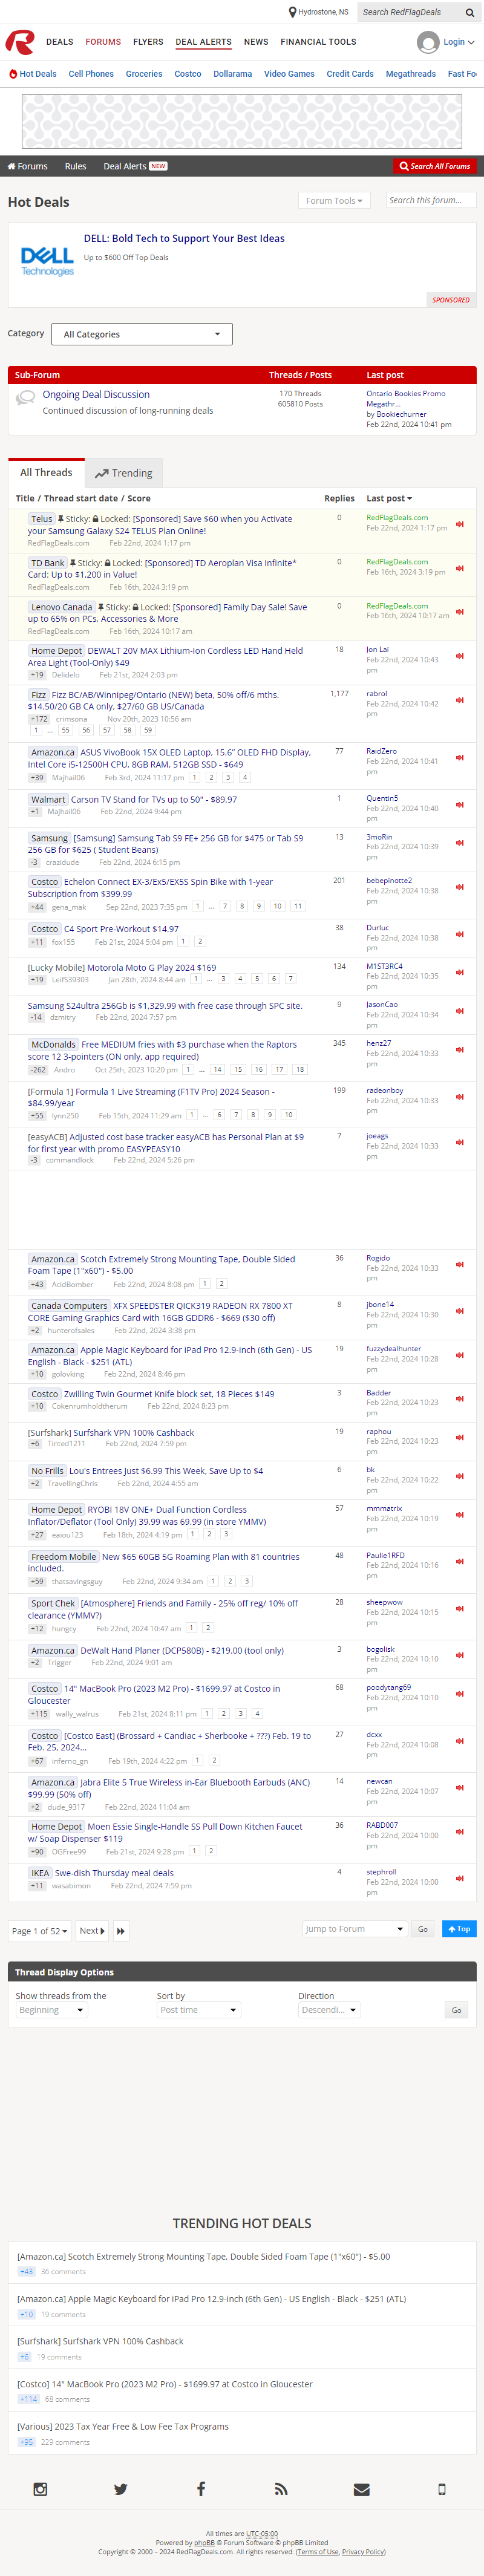 Hydrostone, NS
Search RedFlagDeals
DEALS FORUMS FLYERS DEAL ALERTS NEWS FINANCIAL TOOLS Login
Hot Deals Cell Phones Groceries Costco Dollarama Video Games Credit Cards Megathreads Fast Fo
Forums Rules Deal Alerts NEW Search All Forums
Hot Deals
Forum Tools
Search this forum...
DELL Technologies
DELL: Bold Tech to Support Your Best Ideas
Up to $600 Off Top Deals
SPONSORED
Category All Categories
Sub-Forum Threads / Posts Last post
Ongoing Deal Discussion
Continued discussion of long-running deals
170 Threads
605810 Posts
Ontario Bookies Promo
Megathr...
by Bookiechurner
Feb 22nd, 2024 10:41 pm
All Threads Trending
Title / Thread start date / Score Replies Last post
Telus Sticky: Locked: [Sponsored] Save $60 when you Activate
your Samsung Galaxy S24 TELUS Plan Online!
RedFlagDeals.com Feb 22nd, 2024 1:17 pm
0
RedFlagDeals.com
Feb 22nd, 2024 1:17 pm
TD Bank Sticky: Locked: [Sponsored] TD Aeroplan Visa Infinite*
Card: Up to $1,200 in Value!
RedFlagDeals.com Feb 16th, 2024 3:19 pm
0
RedFlagDeals.com
Feb 16th, 2024 3:19 pm
Lenovo Canada Sticky: Locked: [Sponsored] Family Day Sale! Save
up to 65% on PCs, Accessories & More
RedFlagDeals.com Feb 16th, 2024 10:17 am
0
RedFlagDeals.com
Feb 16th, 2024 10:17 am
Home Depot DEWALT 20V MAX Lithium-Ion Cordless LED Hand Held
Area Light (Tool-Only) $49
+19 Delidelo Feb 21st, 2024 2:03 pm
18
Jon Lai
Feb 22nd, 2024 10:43
pm
Fizz Fizz BC/AB/Winnipeg/Ontario (NEW) beta, 50% off/6 mths.
$14.50/20 GB CA only, $27/60 GB US/Canada
+172 crimsona Nov 20th, 2023 10:56 am
1 ... 55 56 57 58 59
1,177
rabrol
Feb 22nd, 2024 10:42
pm
Amazon.ca ASUS VivoBook 15X OLED Laptop, 15.6" OLED FHD Display,
Intel Core i5-12500H CPU, 8GB RAM, 512GB SSD - $649
+39 Majhail06 Feb 3rd, 2024 11:17 pm 1 2 3 4
77
RaidZero
Feb 22nd, 2024 10:41
pm
Walmart Carson TV Stand for TVs up to 50" - $89.97
+1 Majhail06 Feb 22nd, 2024 9:44 pm
1
Quentin5
Feb 22nd, 2024 10:40
pm
Samsung [Samsung] Samsung Tab S9 FE+ 256 GB for $475 or Tab S9
256 GB for $625 ( Student Beans)
-3 crazidude Feb 22nd, 2024 6:15 pm
13
3moRin
Feb 22nd, 2024 10:39
pm
Costco Echelon Connect EX-3/Ex5/EX5S Spin Bike with 1-year
Subscription from $399.99
+44 gena_mak Sep 22nd, 2023 7:35 pm 1 ... 7 8 9 10 11
201
bebepinotte2
Feb 22nd, 2024 10:38
pm
Costco C4 Sport Pre-Workout $14.97
+11 fox155 Feb 21st, 2024 5:04 pm 1 2
38
Durluc
Feb 22nd, 2024 10:38
pm
[Lucky Mobile] Motorola Moto G Play 2024 $169
+19 LeifS39303 Jan 28th, 2024 8:44 am 1 ... 3 4 5 6 7
134
M1ST3RC4
Feb 22nd, 2024 10:35
pm
Samsung S24ultra 256Gb is $1,329.99 with free case through SPC site.
-14 dzmitry Feb 22nd, 2024 7:57 pm
9
JasonCao
Feb 22nd, 2024 10:34
pm
McDonalds Free MEDIUM fries with $3 purchase when the Raptors
score 12 3-pointers (ON only, app required)
-262 Andro Oct 25th, 2023 10:20 pm 1 ... 14 15 16 17 18
345
henz27
Feb 22nd, 2024 10:33
pm
[Formula 1] Formula 1 Live Streaming (F1TV Pro) 2024 Season -
$84.99/year
+55 lynn250 Feb 15th, 2024 11:29 am 1 ... 6 7 8 9 10
199
radeonboy
Feb 22nd, 2024 10:33
pm
[easyACB] Adjusted cost base tracker easyACB has Personal Plan at $9
for first year with promo EASYPEASY10
-3 commandlock Feb 22nd, 2024 5:26 pm
7
joeags
Feb 22nd, 2024 10:33
pm
Amazon.ca Scotch Extremely Strong Mounting Tape, Double Sided
Foam Tape (1"x60") - $5.00
+43 AcidBomber Feb 22nd, 2024 8:08 pm 1 2
36
Rogido
Feb 22nd, 2024 10:33
pm
Canada Computers XFX SPEEDSTER QICK319 RADEON RX 7800 XT
CORE Gaming Graphics Card with 16GB GDDR6 - $669 ($30 off)
+2 hunterofsales Feb 22nd, 2024 3:38 pm
8
jbone14
Feb 22nd, 2024 10:30
pm
Amazon.ca Apple Magic Keyboard for iPad Pro 12.9-inch (6th Gen) - US
English - Black - $251 (ATL)
+10 golovking Feb 22nd, 2024 8:46 pm
19
fuzzydealhunter
Feb 22nd, 2024 10:28
pm
Costco Zwilling Twin Gourmet Knife block set, 18 Pieces $149
+10 Cokenrumholdtherum Feb 22nd, 2024 8:23 pm
3
Badder
Feb 22nd, 2024 10:23
pm
[Surfshark] Surfshark VPN 100% Cashback
+6 Tinted1211 Feb 22nd, 2024 7:59 pm
19
raphou
Feb 22nd, 2024 10:23
pm
No Frills Lou's Entrees Just $6.99 This Week, Save Up to $4
+2 TravellingChris Feb 22nd, 2024 4:55 am
6
bk
Feb 22nd, 2024 10:22
pm
Home Depot RYOBI 18V ONE+ Dual Function Cordless
Inflator/Deflator (Tool Only) 39.99 was 69.99 (in store YMMV)
+27 eaiou123 Feb 18th, 2024 4:19 pm 1 2 3
57
mmmatrix
Feb 22nd, 2024 10:19
pm
Freedom Mobile New $65 60GB 5G Roaming Plan with 81 countries
included.
+59 thatsavingsguy Feb 22nd, 2024 9:34 am 1 2 3
48
Paulie1RFD
Feb 22nd, 2024 10:16
pm
Sport Chek [Atmosphere] Friends and Family - 25% off reg/ 10% off
clearance (YMMV?)
+12 hungcy Feb 22nd, 2024 10:47 am 1 2
28
sheepwow
Feb 22nd, 2024 10:15
pm
Amazon.ca DeWalt Hand Planer (DCP580B) - $219.00 (tool only)
+2 Trigger Feb 22nd, 2024 9:01 am
3
bogolisk
Feb 22nd, 2024 10:10
pm
Costco 14" MacBook Pro (2023 M2 Pro) - $1699.97 at Costco in
Gloucester
+115 wally_walrus Feb 21st, 2024 8:11 pm 1 2 3 4
68
poodytang69
Feb 22nd, 2024 10:10
pm
Costco [Costco East] (Brossard + Candiac + Sherbooke + ???) Feb. 19 to
Feb. 25, 2024...
+67 inferno_gn Feb 19th, 2024 4:22 pm 1 2
27
dcxx
Feb 22nd, 2024 10:08
pm
Amazon.ca Jabra Elite 5 True Wireless in-Ear Bluetooth Earbuds (ANC)
$99.99 (50% off)
+2 dude_9317 Feb 22nd, 2024 11:04 am
14
newcan
Feb 22nd, 2024 10:07
pm
Home Depot Moen Essie Single-Handle SS Pull Down Kitchen Faucet
w/ Soap Dispenser $119
+90 OGFree99 Feb 21st, 2024 9:28 pm 1 2
36
RABD007
Feb 22nd, 2024 10:00
pm
IKEA Swe-dish Thursday meal deals
+11 wasabimon Feb 22nd, 2024 7:59 pm
4
stephroll
Feb 22nd, 2024 10:00
pm
Page 1 of 52 Next Jump to Forum Go Top
Thread Display Options
Show threads from the Sort by Direction
Beginning Post time Descendi... Go
TRENDING HOT DEALS
[Amazon.ca] Scotch Extremely Strong Mounting Tape, Double Sided Foam Tape (1"x60") - $5.00
+43 36 comments
[Amazon.ca] Apple Magic Keyboard for iPad Pro 12.9-inch (6th Gen) - US English - Black - $251 (ATL)
+10 19 comments
[Surfshark] Surfshark VPN 100% Cashback
+6 19 comments
[Costco] 14" MacBook Pro (2023 M2 Pro) - $1699.97 at Costco in Gloucester
+114 68 comments
[Various] 2023 Tax Year Free & Low Fee Tax Programs
+95 229 comments
All times are UTC-05:00
Powered by phpBB ® Forum Software © phpBB Limited
Copyright © 2000 – 2024 RedFlagDeals.com. All rights reserved. (Terms of Use, Privacy Policy)